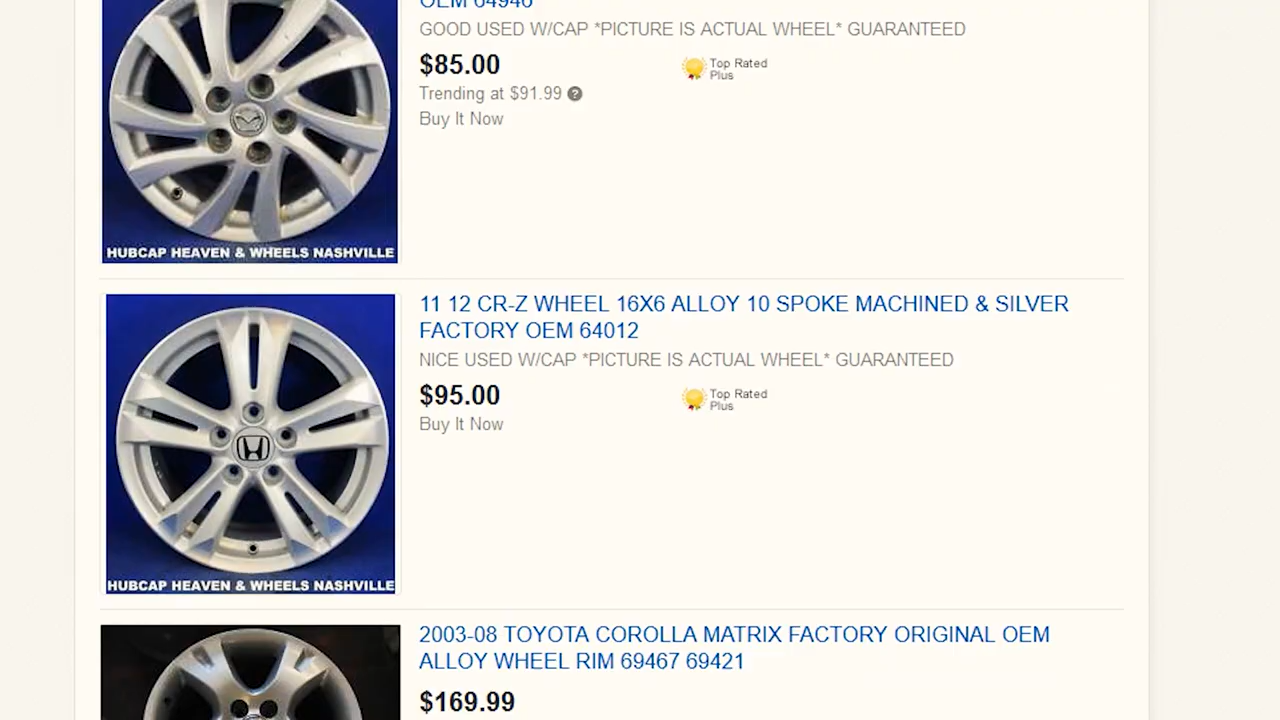 OEM 64946
GOOD USED W/CAP *PICTURE IS ACTUAL WHEEL* GUARANTEED
$85.00
Top Rated
Plus
Trending at $91.99 ?
Buy It Now
HUBCAP HEAVEN & WHEELS NASHVILLE
11 12 CR-Z WHEEL 16X6 ALLOY 10 SPOKE MACHINED & SILVER
FACTORY OEM 64012
NICE USED W/CAP *PICTURE IS ACTUAL WHEEL* GUARANTEED
$95.00
Top Rated
Plus
Buy It Now
HUBCAP HEAVEN & WHEELS NASHVILLE
2003-08 TOYOTA COROLLA MATRIX FACTORY ORIGINAL OEM
ALLOY WHEEL RIM 69467 69421
$169.99